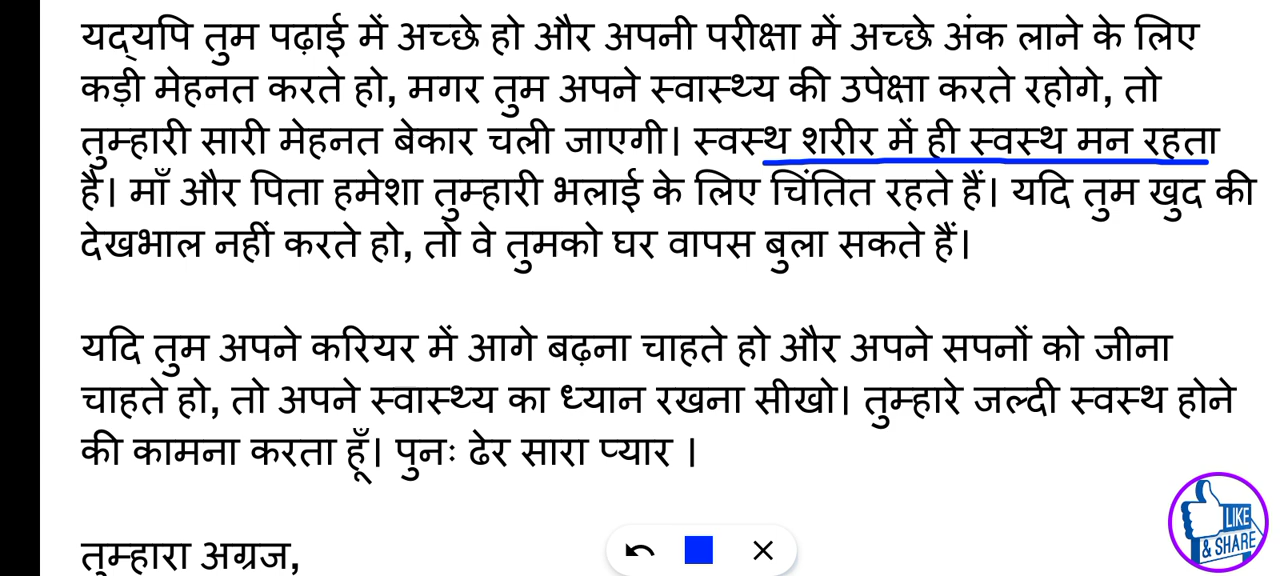 यद्यपि तुम पढ़ाई में अच्छे हो और अपनी परीक्षा में अच्छे अंक लाने के लिए
कड़ी मेहनत करते हो, मगर तुम अपने स्वास्थ्य की उपेक्षा करते रहोगे, तो
तुम्हारी सारी मेहनत बेकार चली जाएगी। स्वस्थ शरीर में ही स्वस्थ मन रहता
है। माँ और पिता हमेशा तुम्हारी भलाई के लिए चिंतित रहते हैं। यदि तुम खुद की
देखभाल नहीं करते हो, तो वे तुमको घर वापस बुला सकते हैं।
यदि तुम अपने करियर में आगे बढ़ना चाहते हो और अपने सपनों को जीना
चाहते हो, तो अपने स्वास्थ्य का ध्यान रखना सीखो। तुम्हारे जल्दी स्वस्थ होने
की कामना करता हूँ। पुनः ढेर सारा प्यार ।
तुम्हारा अग्रज,
LIKE
& SHARE